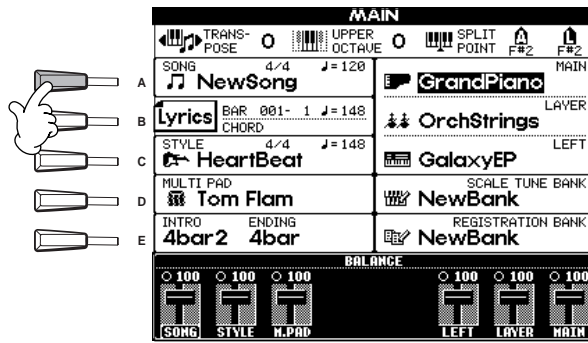 MAIN
TRANS-
POSE 0 UPPER
OCTAVE 0 SPLIT
POINT A
F#2 L
F#2
SONG 4/4 ♩=120
NewSong
MAIN
GrandPiano
A
Lyrics BAR 001- 1 ♩=148
CHORD
LAYER
OrchStrings
B
STYLE 4/4 ♩=148
HeartBeat
LEFT
GalaxyEP
C
MULTI PAD
Tom Flam
SCALE TUNE BANK
NewBank
D
INTRO ENDING
4bar2 4bar
REGISTRATION BANK
NewBank
E
BALANCE
100 100 100 100 100 100
SONG STYLE M.PAD LEFT LAYER MAIN